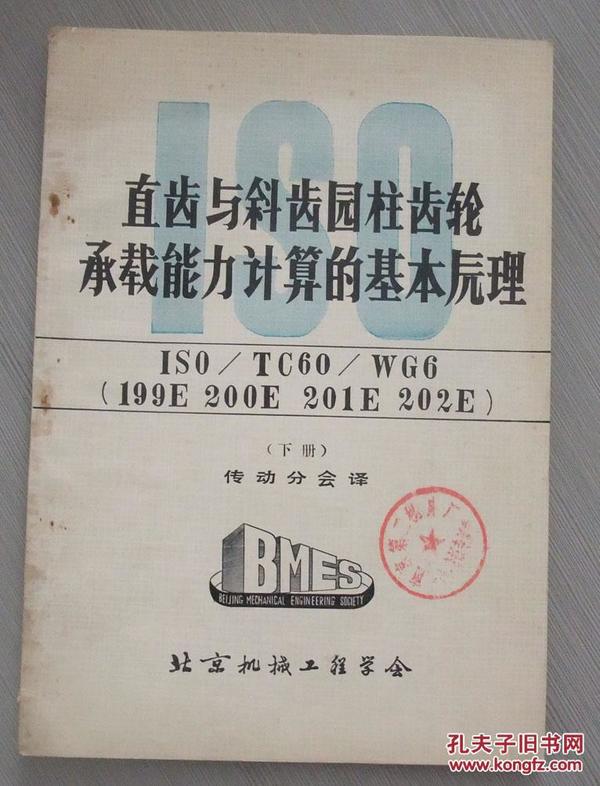 ISO
直齿与斜齿园柱齿轮
承载能力计算的基本原理
ISO/TC60/WG6
(199E 200E 201E 202E)
(下册)
传动分会译
BMES
BEIJING MECHANICAL ENGINEERING SOCIETY
北京机械工程学会
孔夫子旧书网
www.kongfz.com